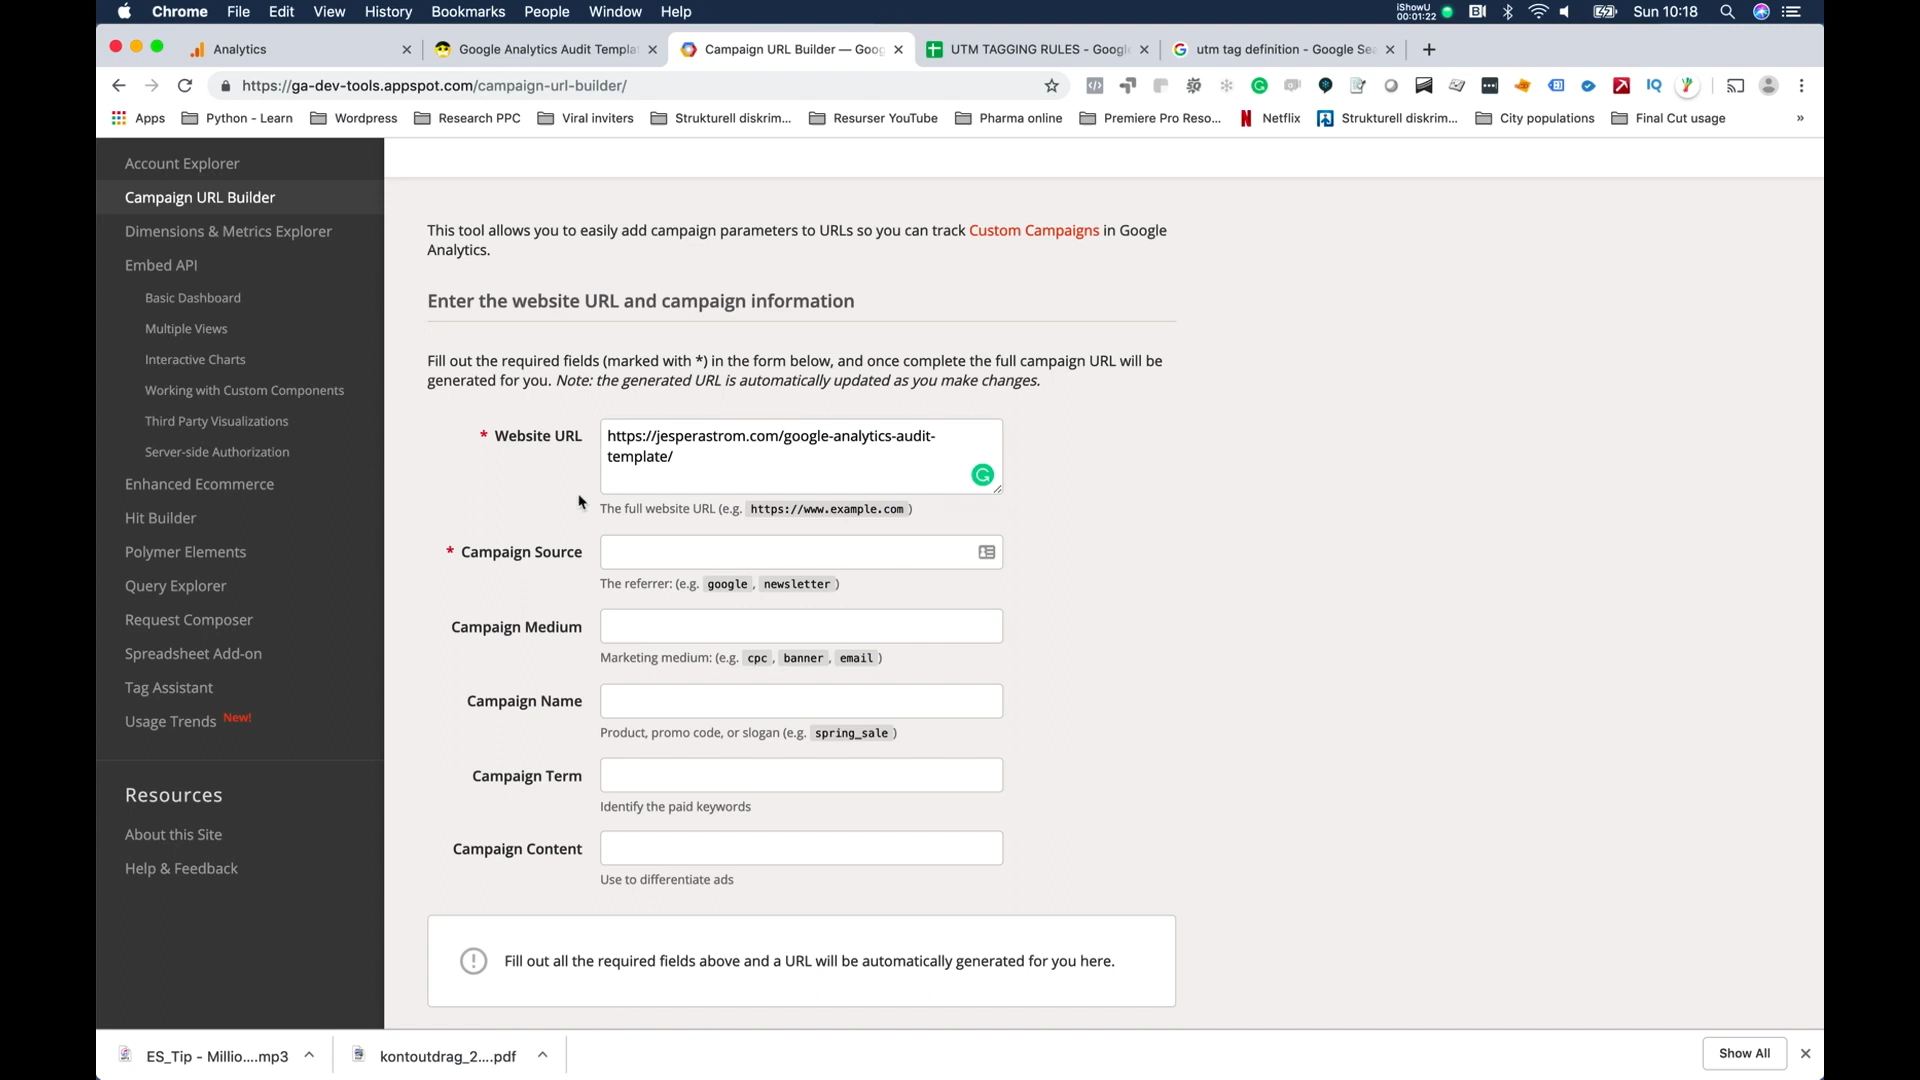 Chrome File Edit View History Bookmarks People Window Help
iShowU
00:01:22
Sun 10:18
Analytics
Google Analytics Audit Templat
Campaign URL Builder — Goog
UTM TAGGING RULES - Google
utm tag definition - Google Sea
https://ga-dev-tools.appspot.com/campaign-url-builder/
IQ
Apps
Python - Learn
Wordpress
Research PPC
Viral inviters
Strukturell diskrim...
Resurser YouTube
Pharma online
Premiere Pro Reso...
Netflix
Strukturell diskrim...
City populations
Final Cut usage
»
Account Explorer
Campaign URL Builder
Dimensions & Metrics Explorer
Embed API
Basic Dashboard
Multiple Views
Interactive Charts
Working with Custom Components
Third Party Visualizations
Server-side Authorization
Enhanced Ecommerce
Hit Builder
Polymer Elements
Query Explorer
Request Composer
Spreadsheet Add-on
Tag Assistant
Usage Trends New!
Resources
About this Site
Help & Feedback
This tool allows you to easily add campaign parameters to URLs so you can track Custom Campaigns in Google
Analytics.
Enter the website URL and campaign information
Fill out the required fields (marked with *) in the form below, and once complete the full campaign URL will be
generated for you. Note: the generated URL is automatically updated as you make changes.
* Website URL
https://jesperastrom.com/google-analytics-audit-
template/
The full website URL (e.g. https://www.example.com )
* Campaign Source
The referrer: (e.g. google , newsletter )
Campaign Medium
Marketing medium: (e.g. cpc , banner , email )
Campaign Name
Product, promo code, or slogan (e.g. spring_sale )
Campaign Term
Identify the paid keywords
Campaign Content
Use to differentiate ads
Fill out all the required fields above and a URL will be automatically generated for you here.
ES_Tip - Millio....mp3
kontoutdrag_2....pdf
Show All